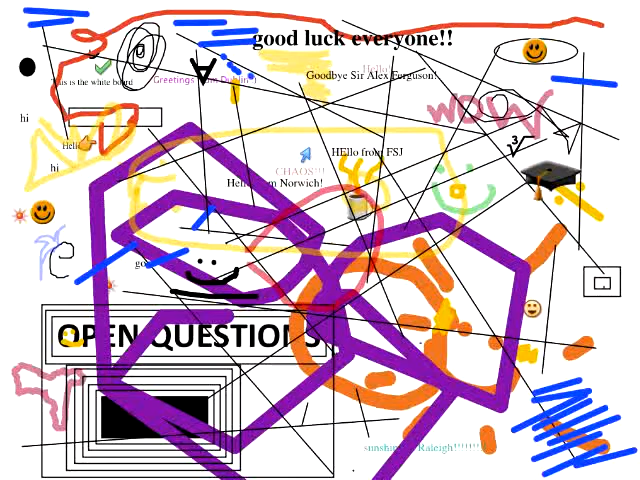 good luck everyone!!
Hello!
Goodbye Sir Alex Ferguson!
This is the white board
Greetings from Dublin :)
WOW
hi
Hello
HEllo from FSJ
hi
CHAOS!!!
Hello from Norwich!
go
OPEN QUESTIONS
sunshine Raleigh!!!!!!!!